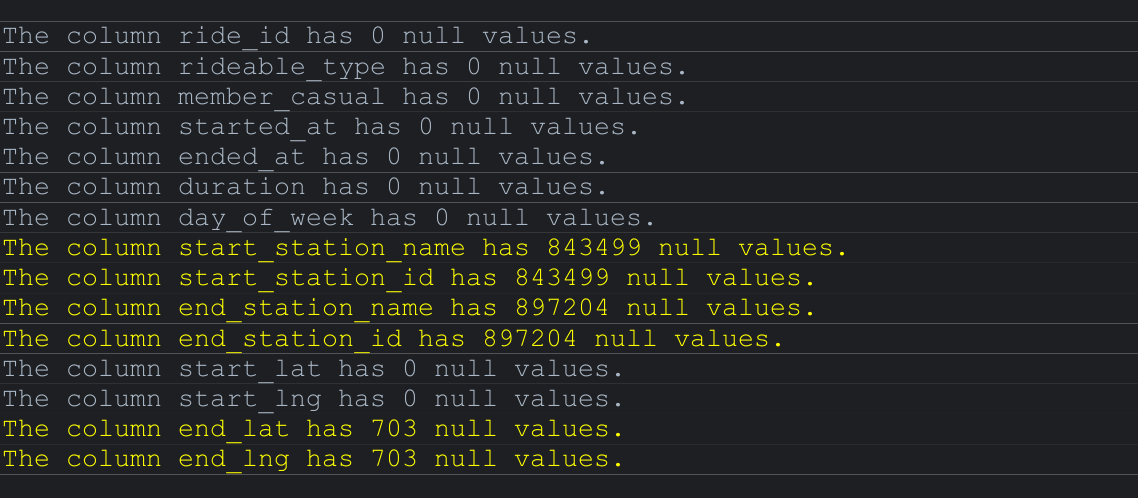 The column ride_id has 0 null values.
The column rideable_type has 0 null values.
The column member_casual has 0 null values.
The column started_at has 0 null values.
The column ended_at has 0 null values.
The column duration has 0 null values.
The column day_of_week has 0 null values.
The column start_station_name has 843499 null values.
The column start_station_id has 843499 null values.
The column end_station_name has 897204 null values.
The column end_station_id has 897204 null values.
The column start_lat has 0 null values.
The column start_lng has 0 null values.
The column end_lat has 703 null values.
The column end_lng has 703 null values.